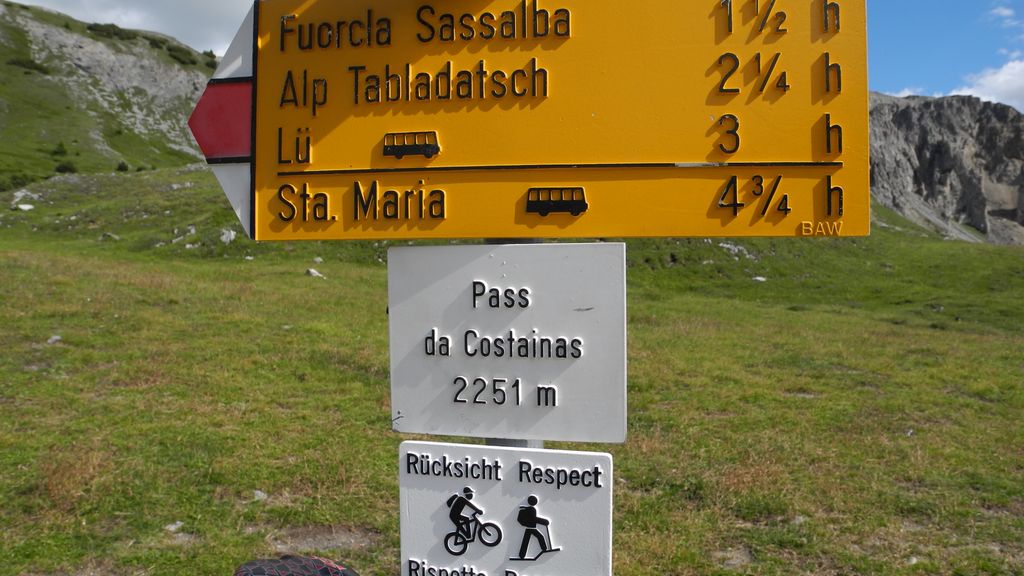 Fuorcla Sassalba 1½ h
Alp Tabladatsch 2¼ h
Lü 3 h
Sta. Maria 4¾ h
BAW
Pass
da Costainas
2251 m
Rücksicht Respect